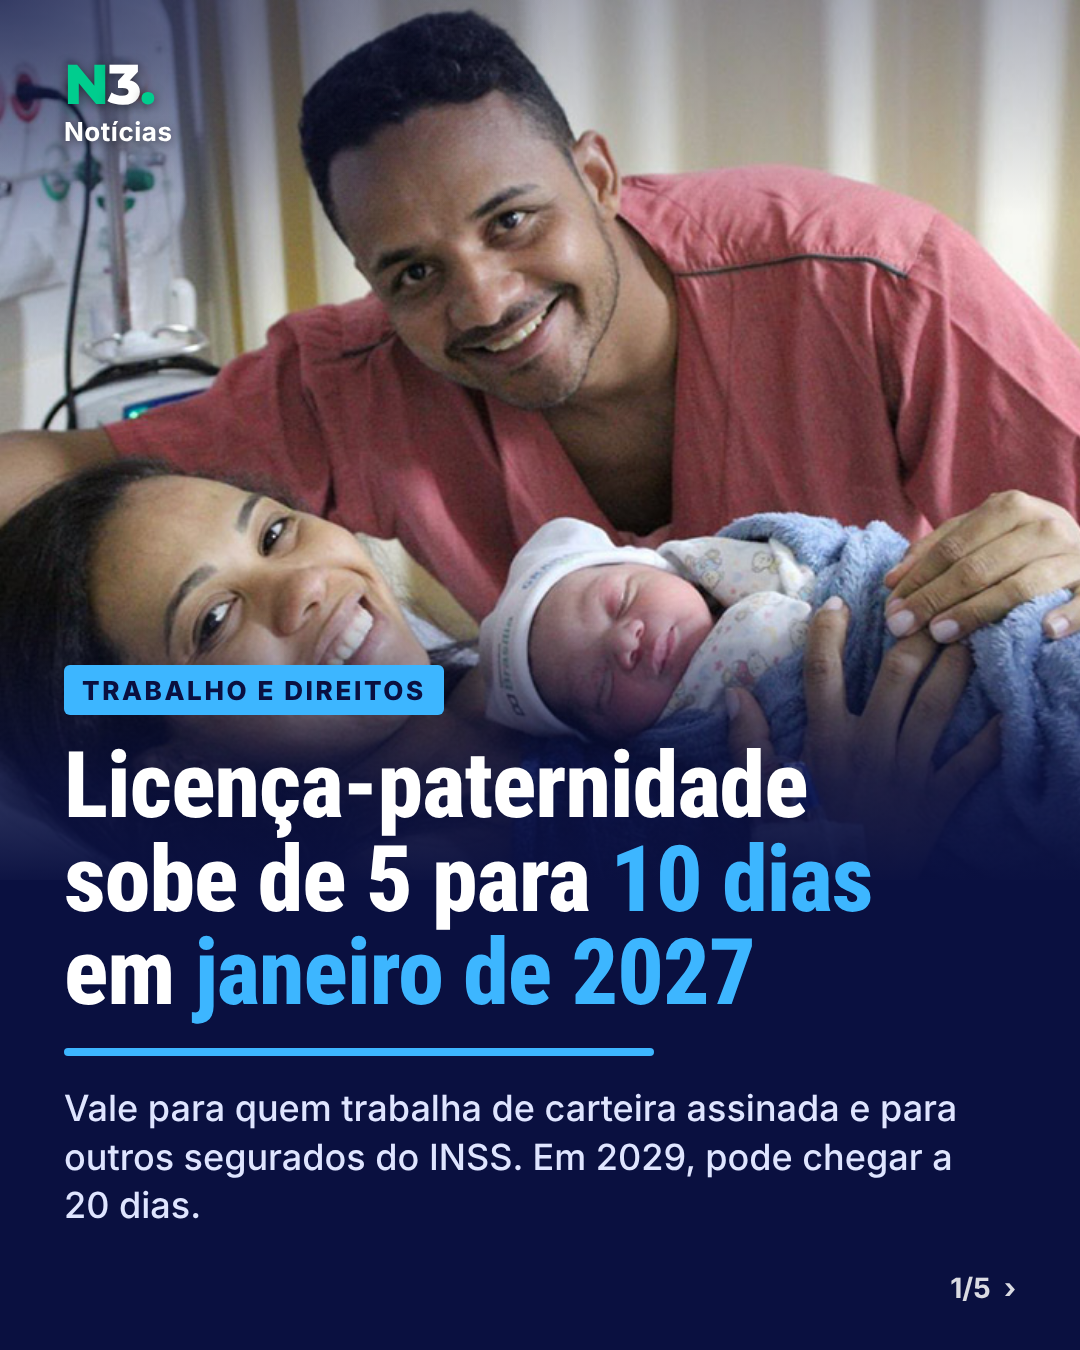 N3.
Notícias
TRABALHO E DIREITOS
Licença-paternidade
sobe de 5 para 10 dias
em janeiro de 2027
Vale para quem trabalha de carteira assinada e para
outros segurados do INSS. Em 2029, pode chegar a
20 dias.
1/5 ›